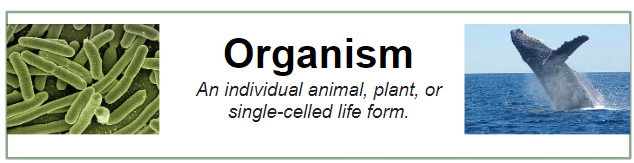 Organism
An individual animal, plant, or
single-celled life form.